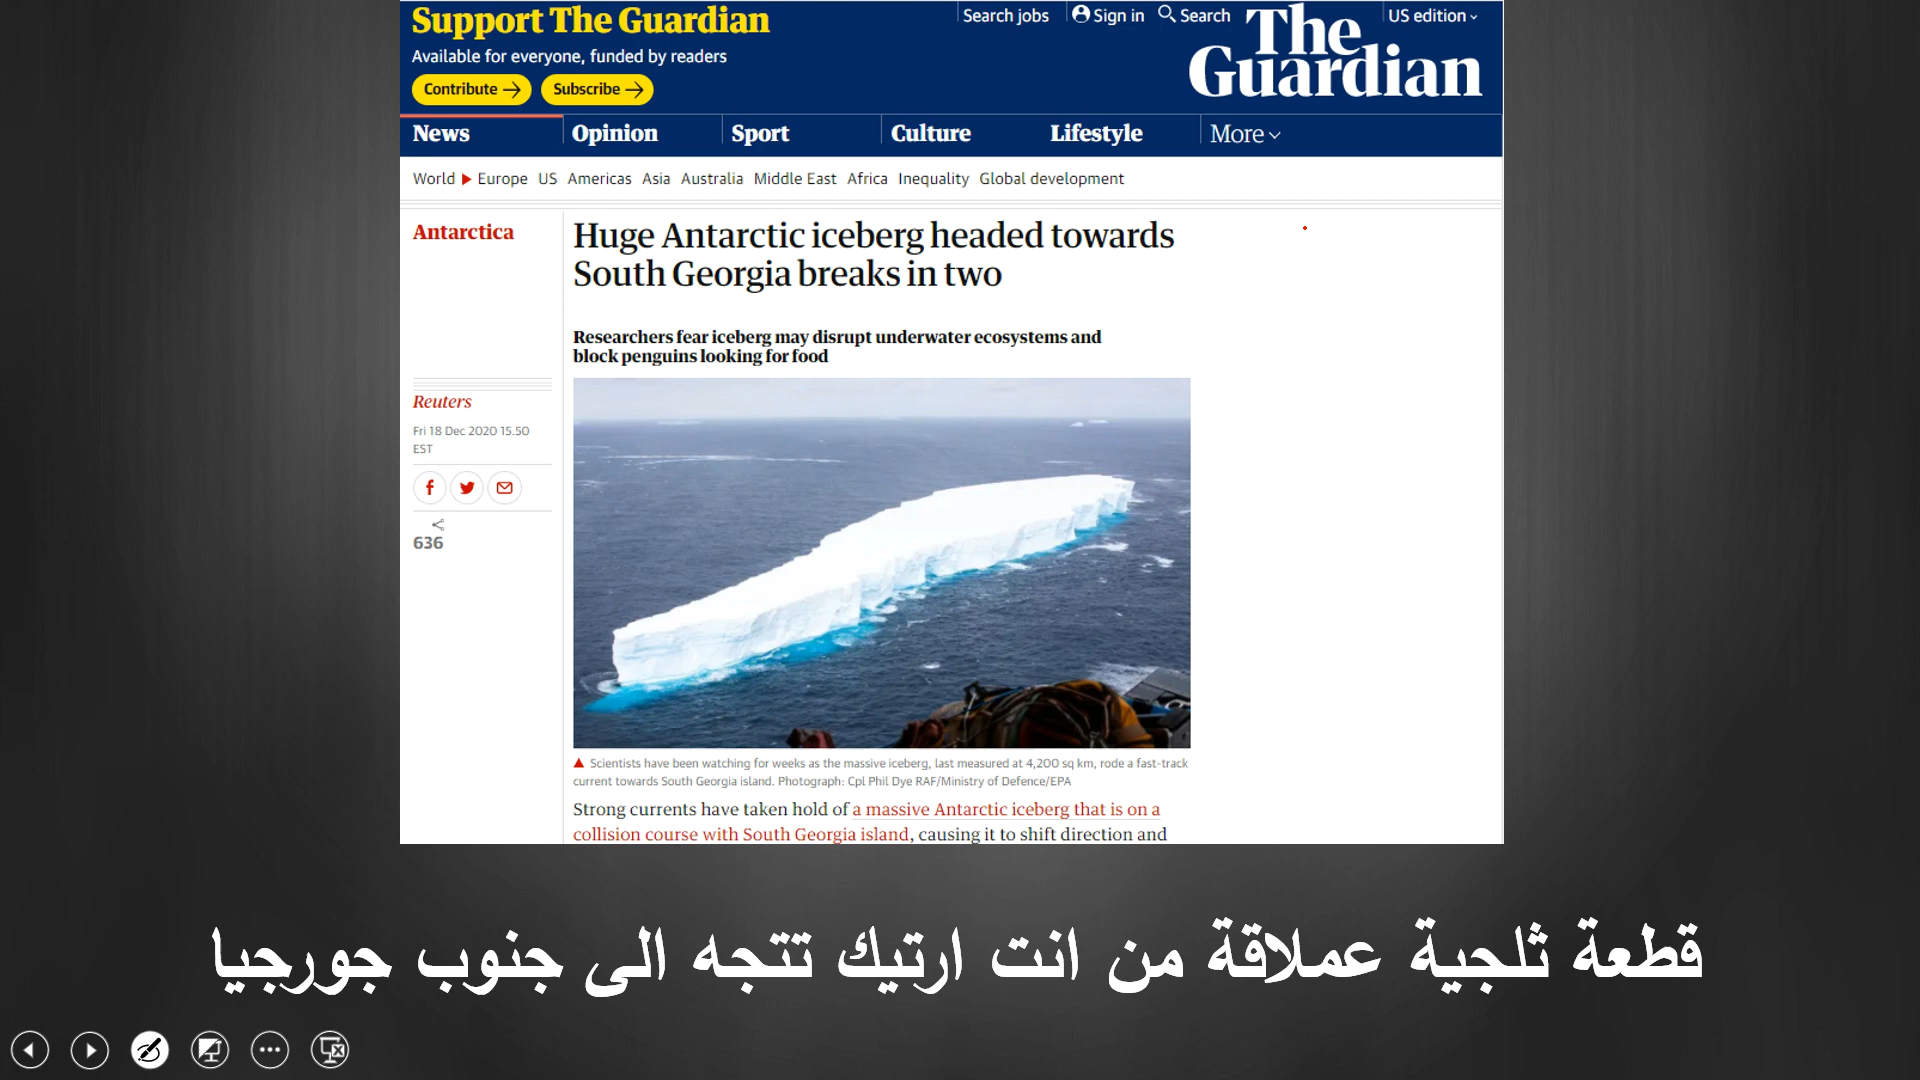 Support The Guardian
Available for everyone, funded by readers
Contribute
Subscribe
Search jobs
Sign in
Search
US edition
The
Guardian
News
Opinion
Sport
Culture
Lifestyle
More
World
Europe
US
Americas
Asia
Australia
Middle East
Africa
Inequality
Global development
Antarctica
Huge Antarctic iceberg headed towards
South Georgia breaks in two
Researchers fear iceberg may disrupt underwater ecosystems and
block penguins looking for food
Reuters
Fri 18 Dec 2020 15.50
EST
636
Scientists have been watching for weeks as the massive iceberg, last measured at 4,200 sq km, rode a fast-track
current towards South Georgia island. Photograph: Cpl Phil Dye RAF/Ministry of Defence/EPA
Strong currents have taken hold of a massive Antarctic iceberg that is on a
collision course with South Georgia island, causing it to shift direction and
قطعة ثلجية عملاقة من انت ارتيك تتجه الى جنوب جورجيا